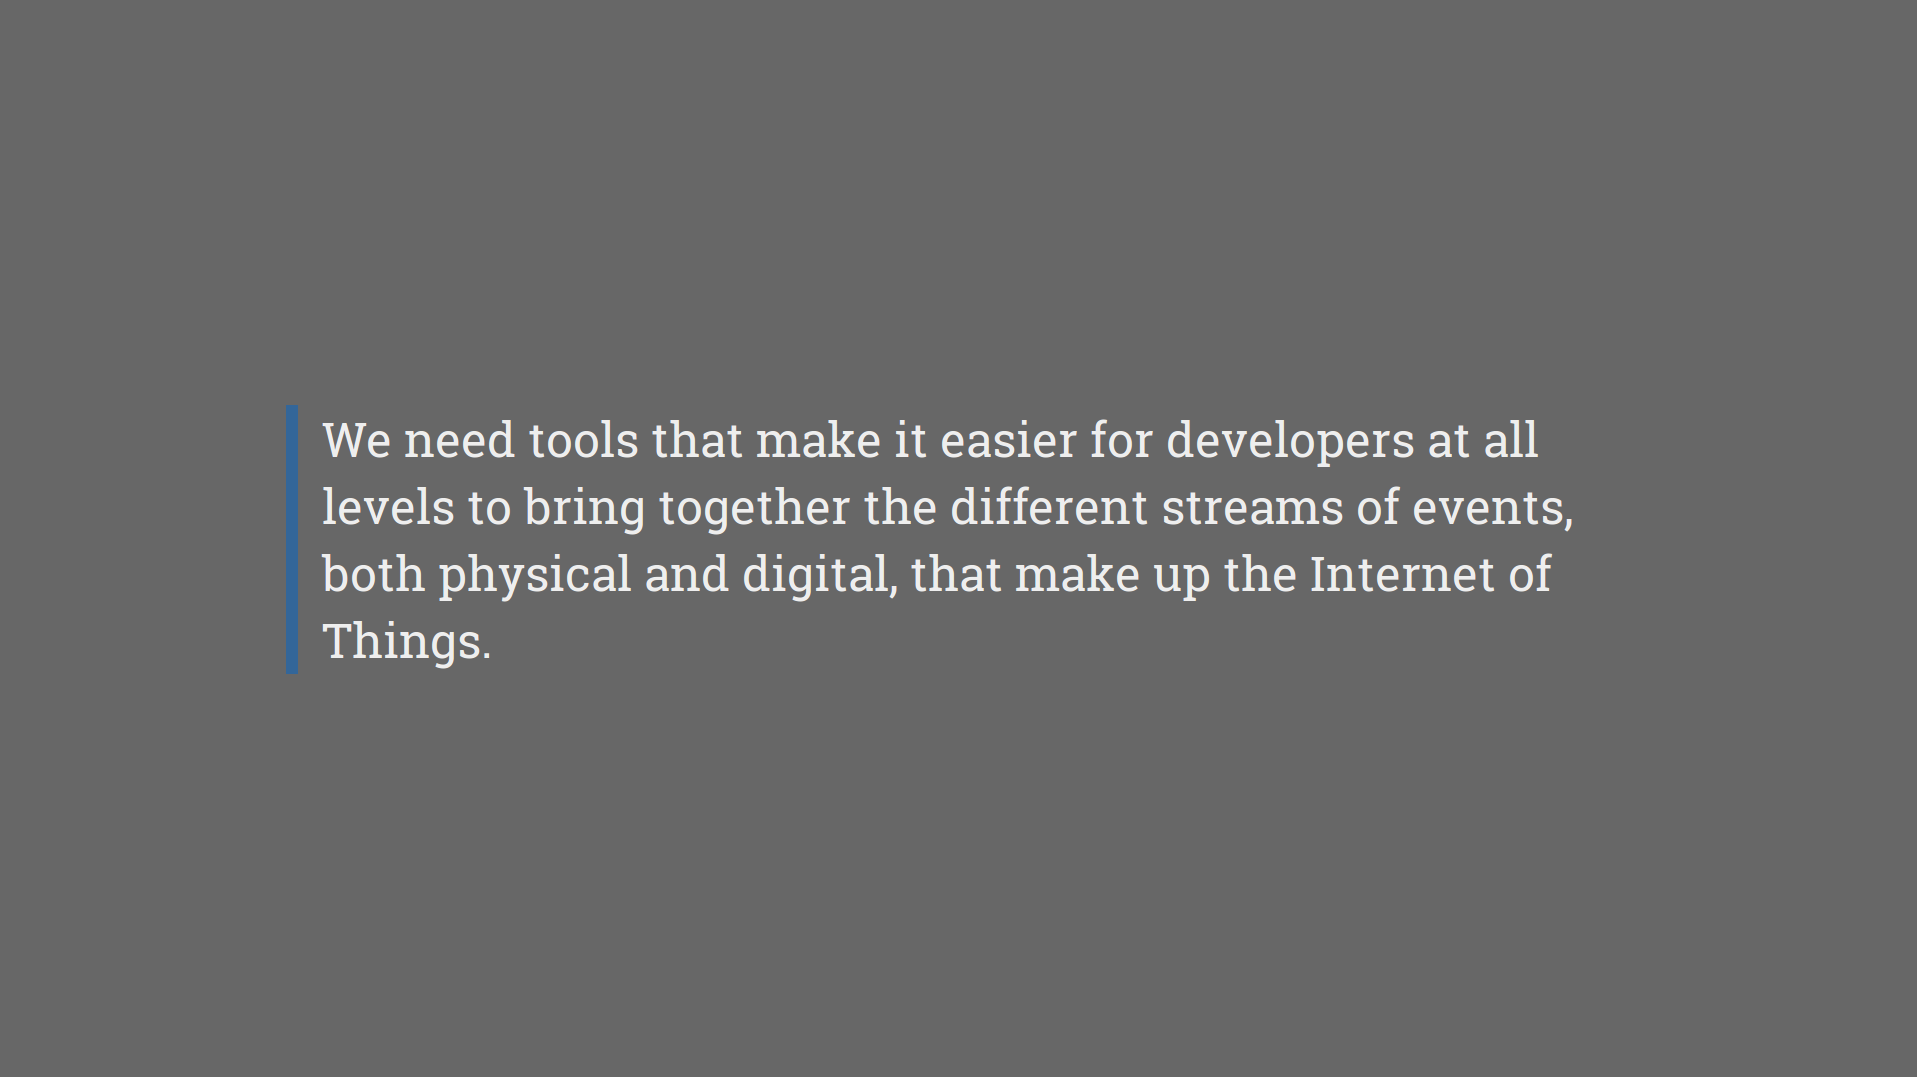 We need tools that make it easier for developers at all
levels to bring together the different streams of events,
both physical and digital, that make up the Internet of
Things.